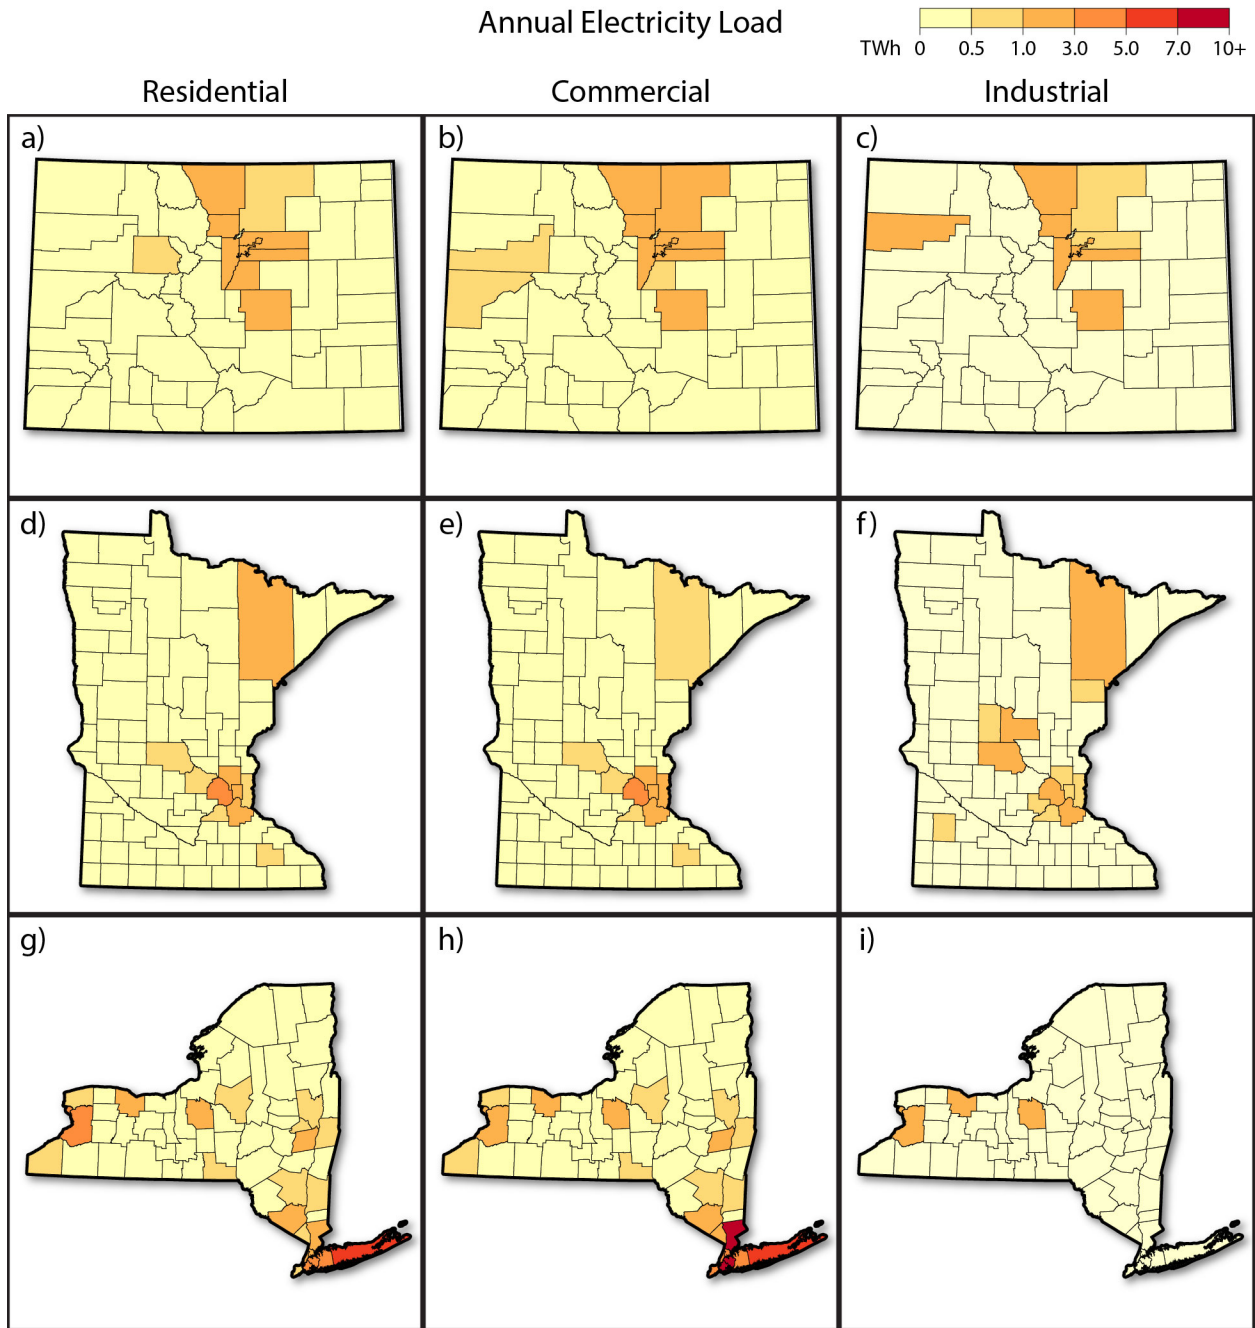 Annual Electricity Load
TWh 0 0.5 1.0 3.0 5.0 7.0 10+
Residential Commercial Industrial
a) b) c)
d) e) f)
g) h) i)